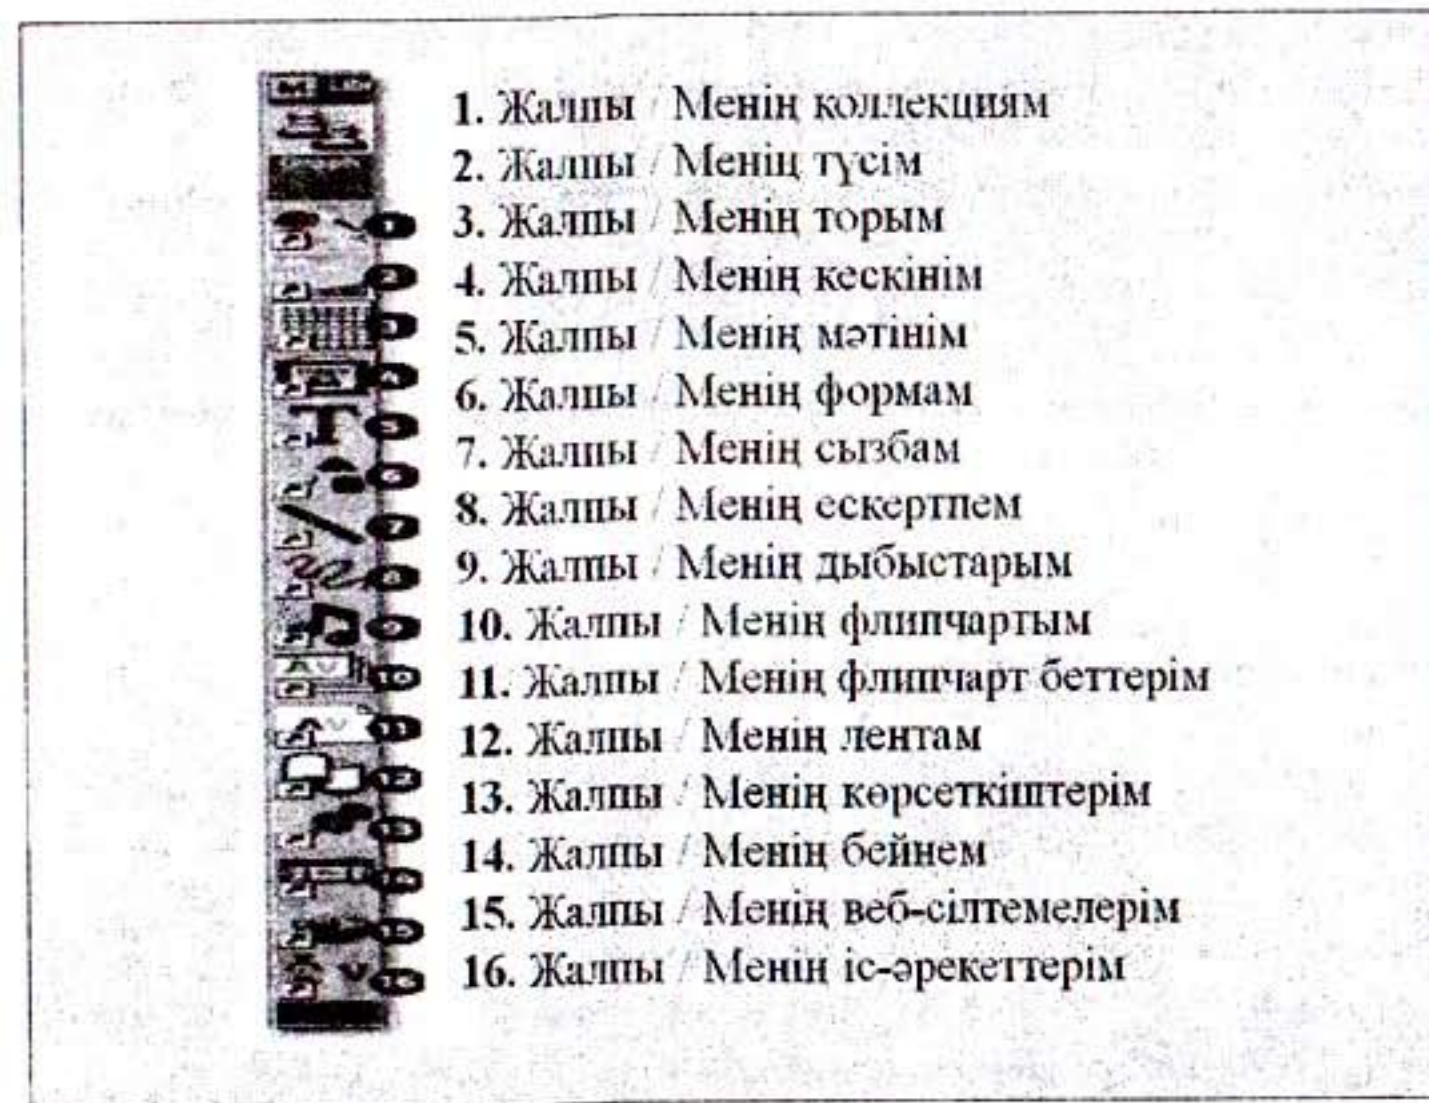 1. Жалпы / Менің коллекциям
2. Жалпы / Менің түсім
3. Жалпы / Менің торым
4. Жалпы / Менің кескінім
5. Жалпы / Менің мәтінім
6. Жалпы / Менің формам
7. Жалпы / Менің сызбам
8. Жалпы / Менің ескертпем
9. Жалпы / Менің дыбыстарым
10. Жалпы / Менің флипчартым
11. Жалпы / Менің флипчарт беттерім
12. Жалпы / Менің лентам
13. Жалпы / Менің көрсеткіштерім
14. Жалпы / Менің бейнем
15. Жалпы / Менің веб-сілтемелерім
16. Жалпы / Менің іс-әрекеттерім